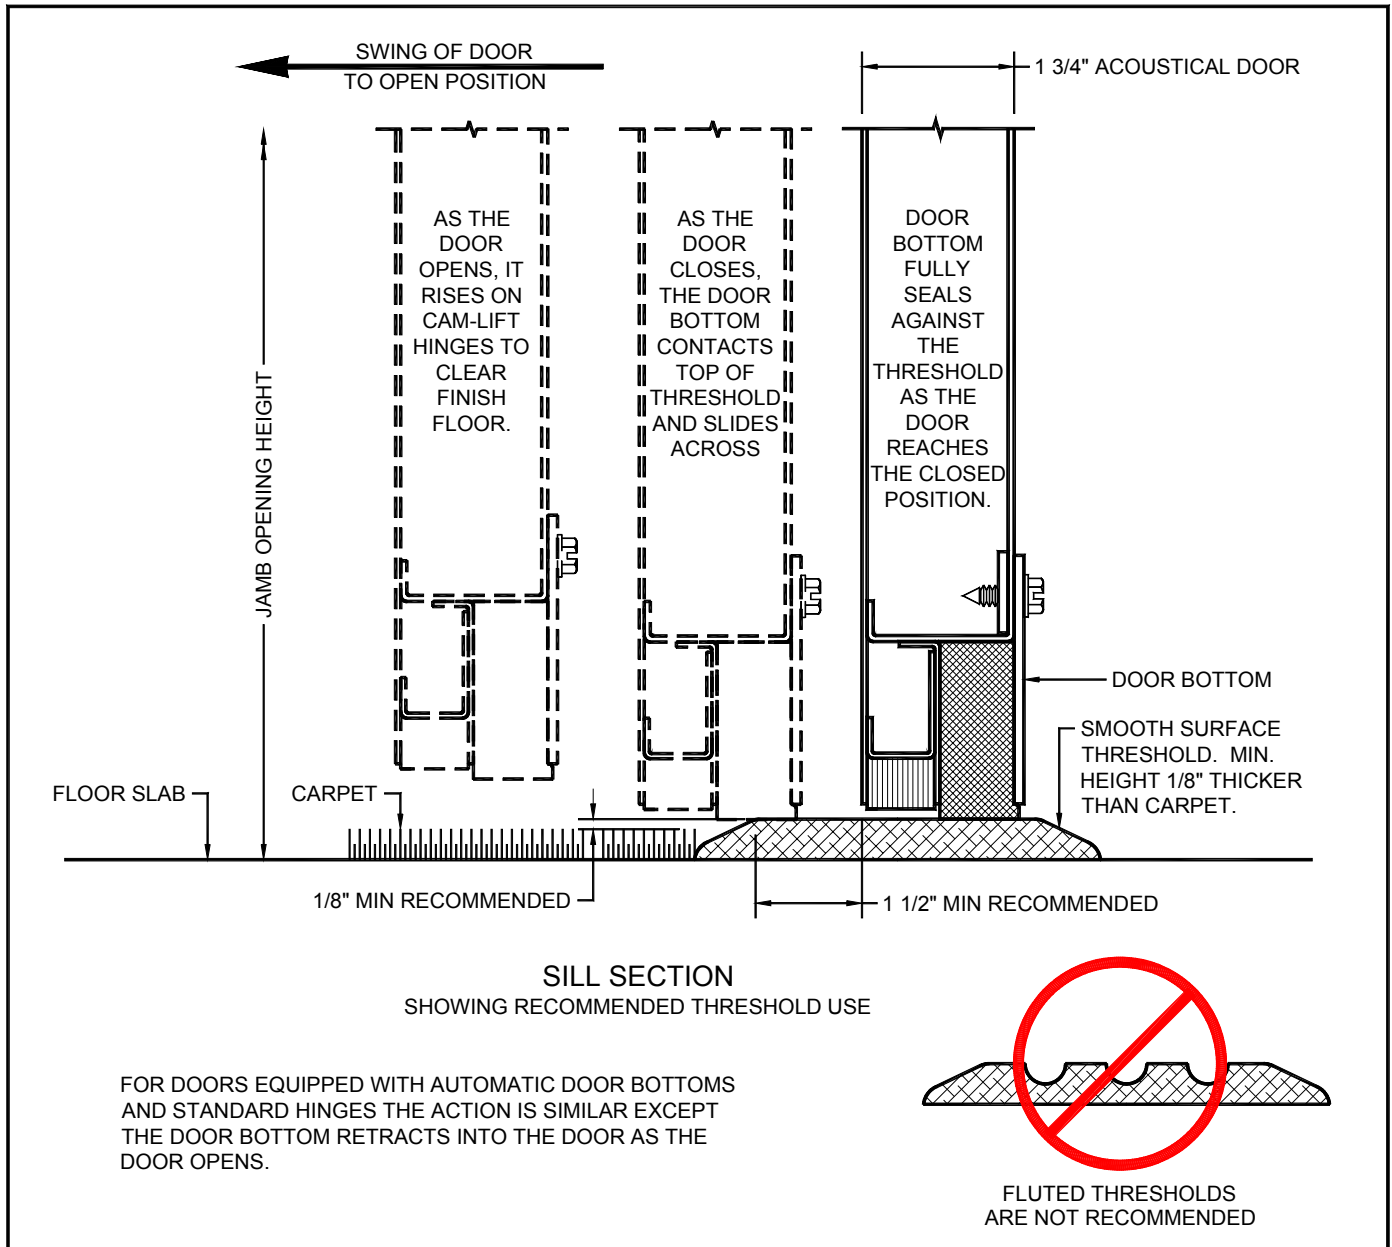 SWING OF DOOR
TO OPEN POSITION
1 3/4" ACOUSTICAL DOOR
JAMB OPENING HEIGHT
AS THE
DOOR
OPENS, IT
RISES ON
CAM-LIFT
HINGES TO
CLEAR
FINISH
FLOOR.
AS THE
DOOR
CLOSES,
THE DOOR
BOTTOM
CONTACTS
TOP OF
THRESHOLD
AND SLIDES
ACROSS
DOOR
BOTTOM
FULLY
SEALS
AGAINST
THE
THRESHOLD
AS THE
DOOR
REACHES
THE CLOSED
POSITION.
DOOR BOTTOM
SMOOTH SURFACE
THRESHOLD. MIN.
HEIGHT 1/8" THICKER
THAN CARPET.
FLOOR SLAB
CARPET
1/8" MIN RECOMMENDED
1 1/2" MIN RECOMMENDED
SILL SECTION
SHOWING RECOMMENDED THRESHOLD USE
FOR DOORS EQUIPPED WITH AUTOMATIC DOOR BOTTOMS
AND STANDARD HINGES THE ACTION IS SIMILAR EXCEPT
THE DOOR BOTTOM RETRACTS INTO THE DOOR AS THE
DOOR OPENS.
FLUTED THRESHOLDS
ARE NOT RECOMMENDED